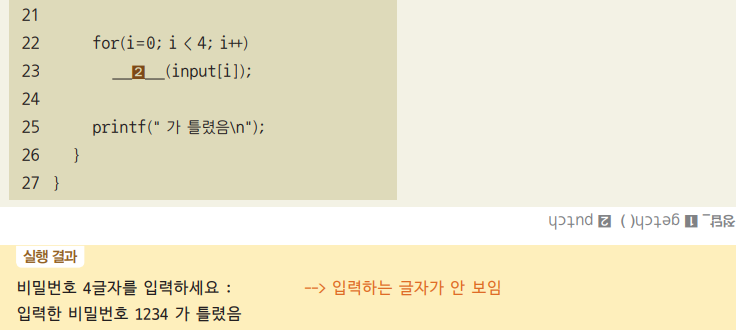 21
22 for(i=0; i < 4; i++)
23 __2__(input[i]);
24
25 printf(" 가 틀렸음\n");
26 }
27 }
정답_ 1 getch( ) 2 putch
실행 결과
비밀번호 4글자를 입력하세요 : --> 입력하는 글자가 안 보임
입력한 비밀번호 1234 가 틀렸음